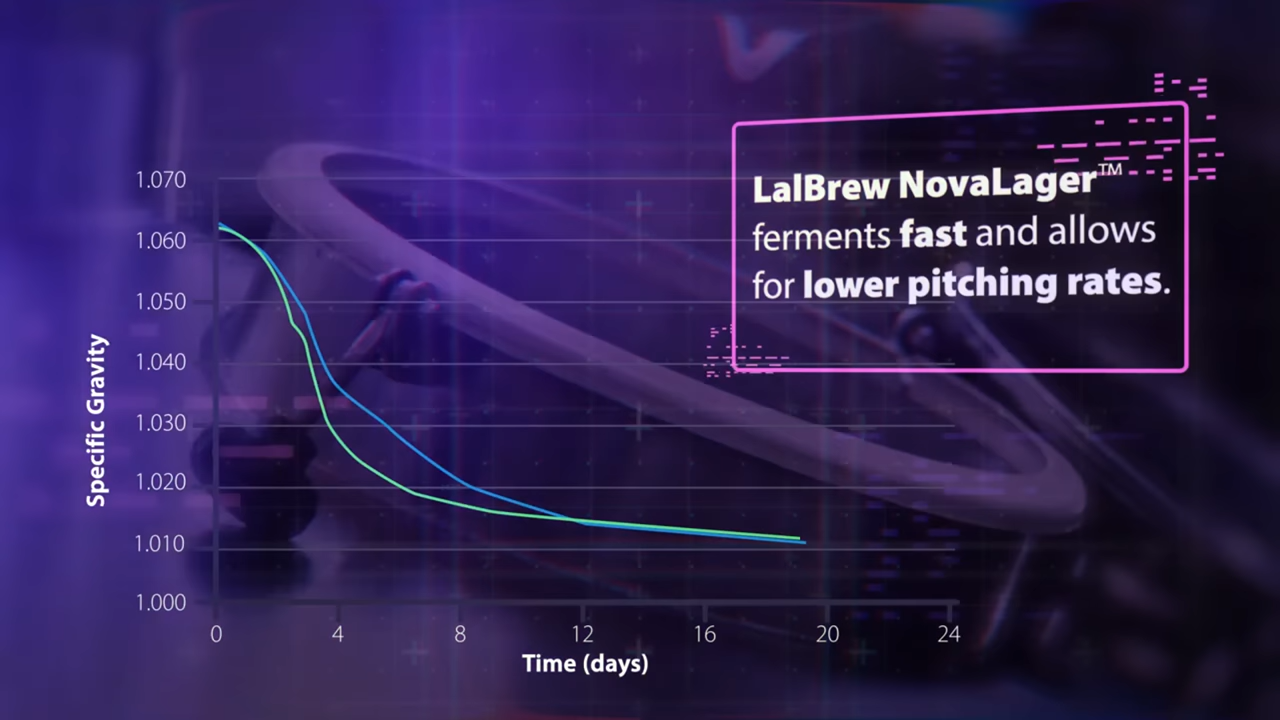 LalBrew NovaLager™
ferments fast and allows
for lower pitching rates.
Specific Gravity
1.070
1.060
1.050
1.040
1.030
1.020
1.010
1.000
0 4 8 12 16 20 24
Time (days)